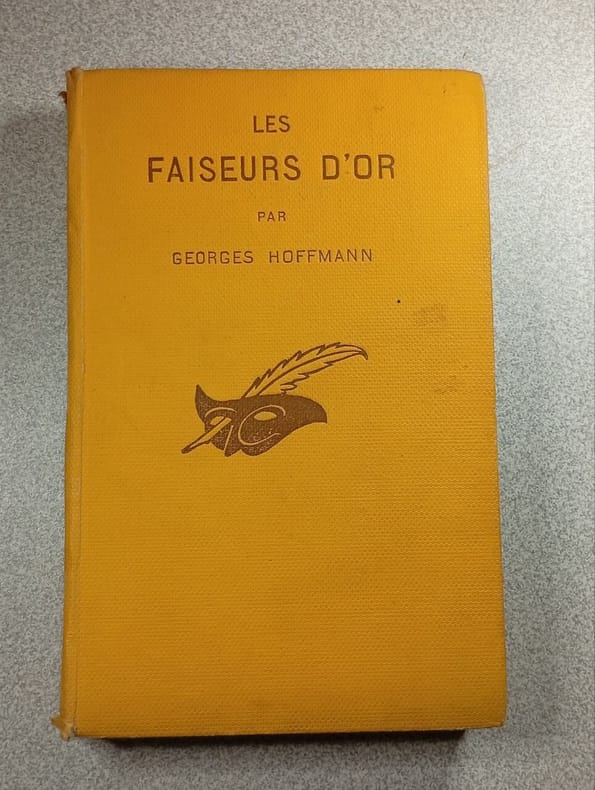 LES
FAISEURS D'OR
PAR
GEORGES HOFFMANN